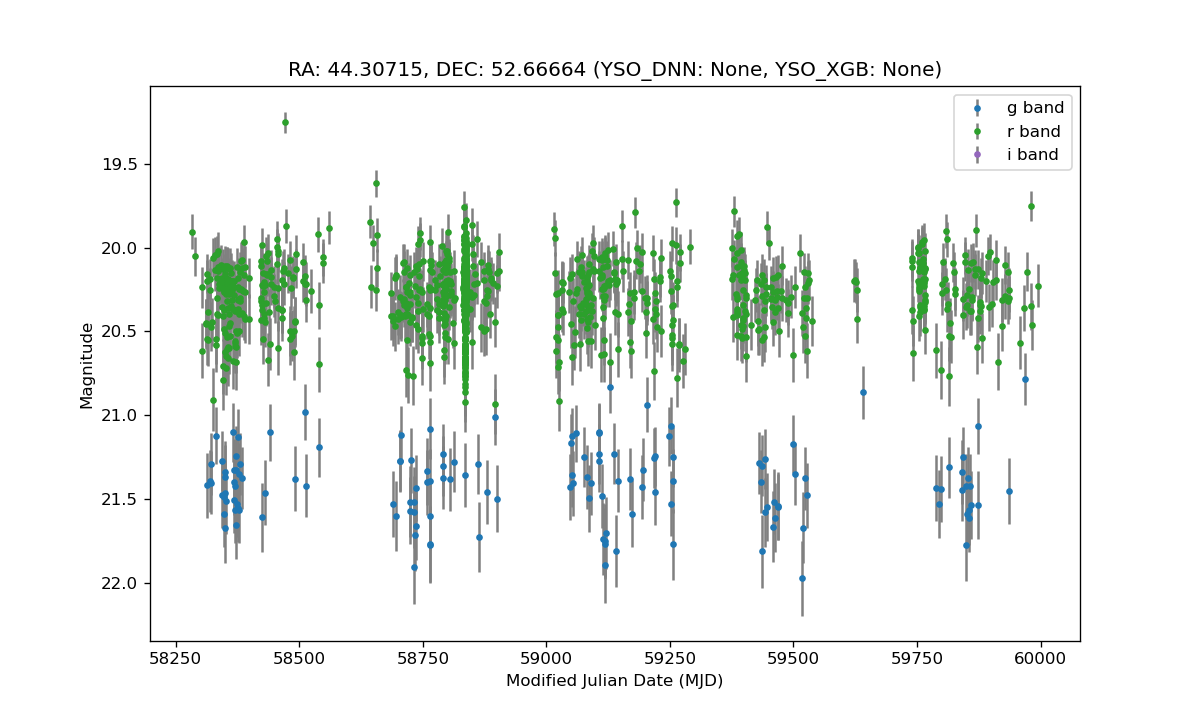 RA: 44.30715, DEC: 52.66664 (YSO_DNN: None, YSO_XGB: None)
g band
r band
i band
19.5
20.0
20.5
21.0
21.5
22.0
Magnitude
58250 58500 58750 59000 59250 59500 59750 60000
Modified Julian Date (MJD)